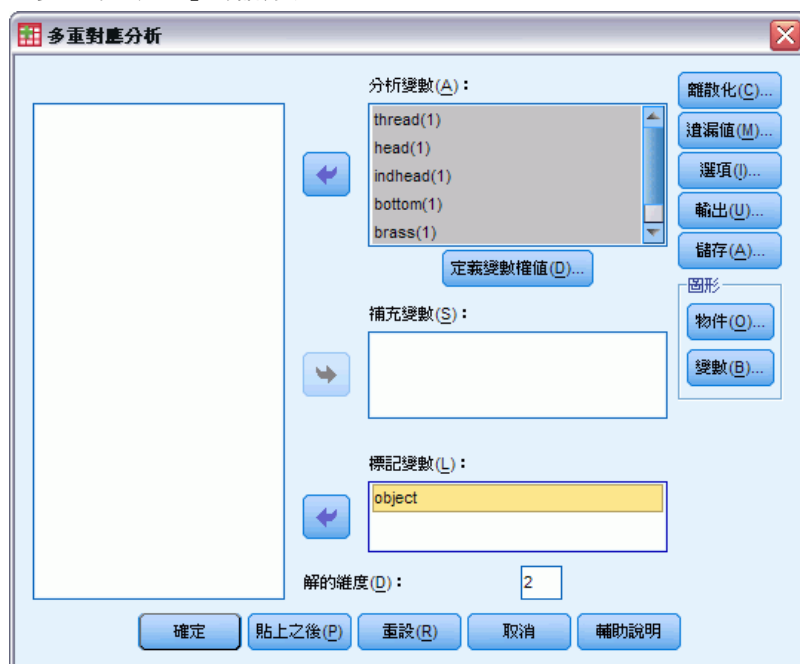 多重對應分析
分析變數(A)：
thread(1)
head(1)
indhead(1)
bottom(1)
brass(1)
定義變數權值(D)...
補充變數(S)：
標記變數(L)：
object
解的維度(D)：
2
離散化(C)...
遺漏值(M)...
選項(I)...
輸出(U)...
儲存(A)...
圖形
物件(O)...
變數(B)...
確定
貼上之後(P)
重設(R)
取消
輔助說明